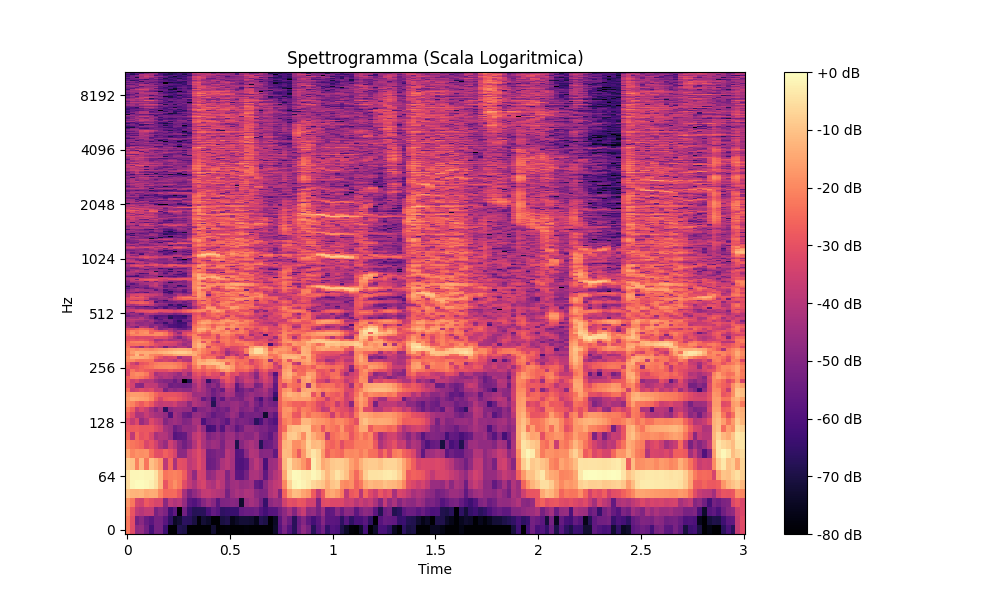 Spettrogramma (Scala Logaritmica)
Hz
8192
4096
2048
1024
512
256
128
64
0
0
0.5
1
1.5
2
2.5
3
Time
+0 dB
-10 dB
-20 dB
-30 dB
-40 dB
-50 dB
-60 dB
-70 dB
-80 dB